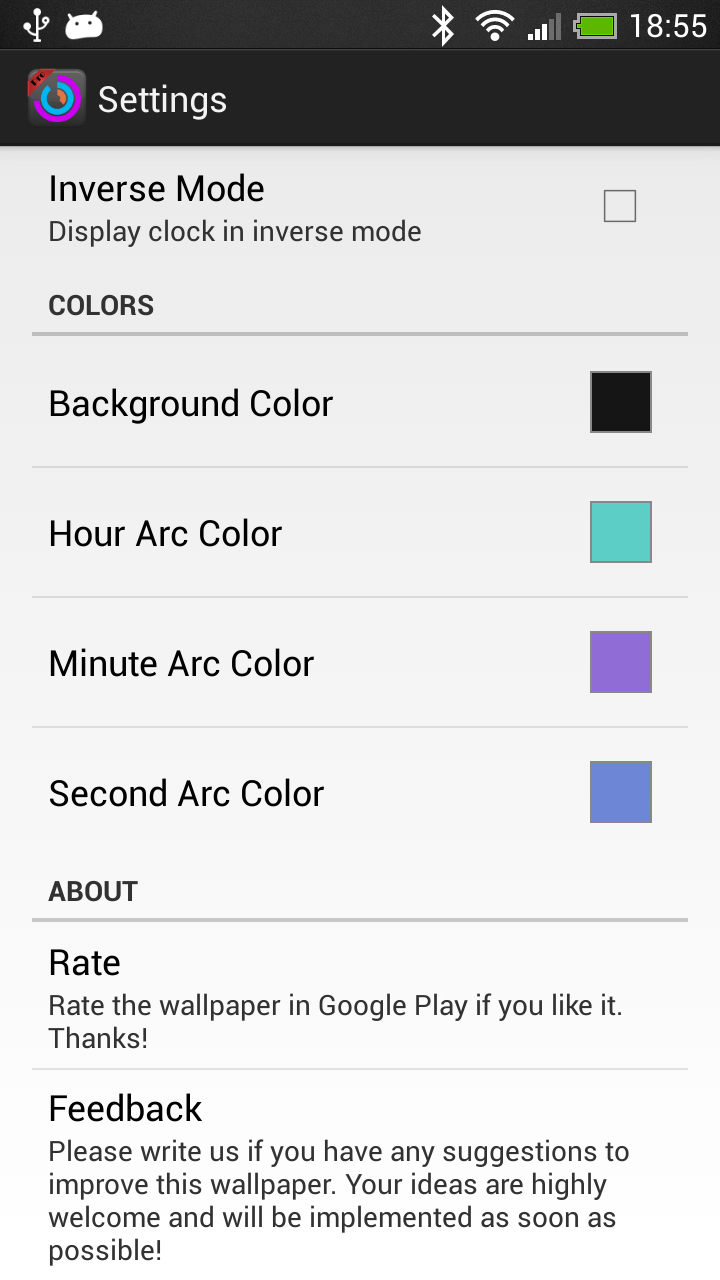 18:55
Settings
Inverse Mode
Display clock in inverse mode
COLORS
Background Color
Hour Arc Color
Minute Arc Color
Second Arc Color
ABOUT
Rate
Rate the wallpaper in Google Play if you like it.
Thanks!
Feedback
Please write us if you have any suggestions to
improve this wallpaper. Your ideas are highly
welcome and will be implemented as soon as
possible!